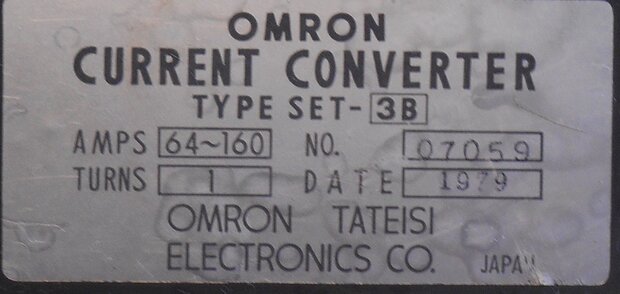 OMRON
CURRENT CONVERTER
TYPE SET-3B
AMPS 64~160 NO. 07059
TURNS 1 DATE 1979
OMRON TATEISI
ELECTRONICS CO. JAPAN